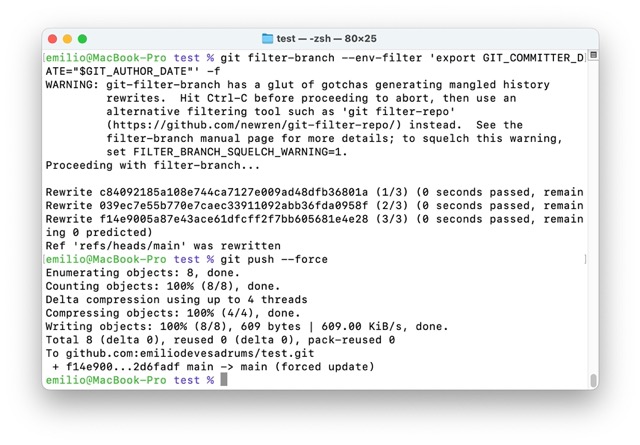 test — -zsh — 80×25
emilio@MacBook-Pro test % git filter-branch --env-filter 'export GIT_COMMITTER_D
ATE="$GIT_AUTHOR_DATE"' -f
WARNING: git-filter-branch has a glut of gotchas generating mangled history
rewrites.  Hit Ctrl-C before proceeding to abort, then use an
alternative filtering tool such as 'git filter-repo'
(https://github.com/newren/git-filter-repo/) instead.  See the
filter-branch manual page for more details; to squelch this warning,
set FILTER_BRANCH_SQUELCH_WARNING=1.
Proceeding with filter-branch...
Rewrite c84092185a108e744ca7127e009ad48dfb36801a (1/3) (0 seconds passed, remain
Rewrite 039ec7e55b770e7caec33911092abb36fda0958f (2/3) (0 seconds passed, remain
Rewrite f14e9005a87e43ace61dfcff2f7bb605681e4e28 (3/3) (0 seconds passed, remain
ing 0 predicted)
Ref 'refs/heads/main' was rewritten
emilio@MacBook-Pro test % git push --force
Enumerating objects: 8, done.
Counting objects: 100% (8/8), done.
Delta compression using up to 4 threads
Compressing objects: 100% (4/4), done.
Writing objects: 100% (8/8), 609 bytes | 609.00 KiB/s, done.
Total 8 (delta 0), reused 0 (delta 0), pack-reused 0
To github.com:emiliodevesadrums/test.git
 + f14e900...2d6fadf main -> main (forced update)
emilio@MacBook-Pro test %